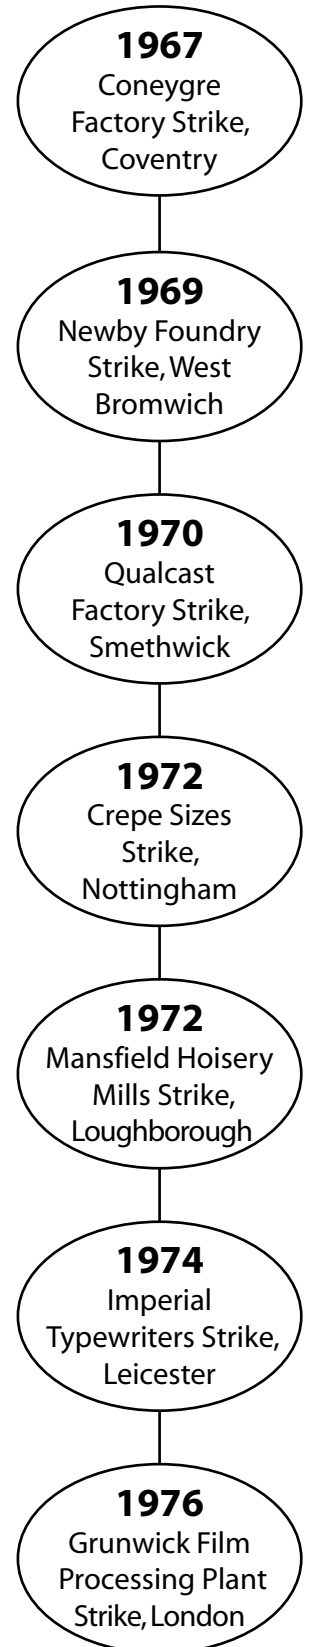 1967
Coneygre
Factory Strike,
Coventry
1969
Newby Foundry
Strike, West
Bromwich
1970
Qualcast
Factory Strike,
Smethwick
1972
Crepe Sizes
Strike,
Nottingham
1972
Mansfield Hoisery
Mills Strike,
Loughborough
1974
Imperial
Typewriters Strike,
Leicester
1976
Grunwick Film
Processing Plant
Strike, London